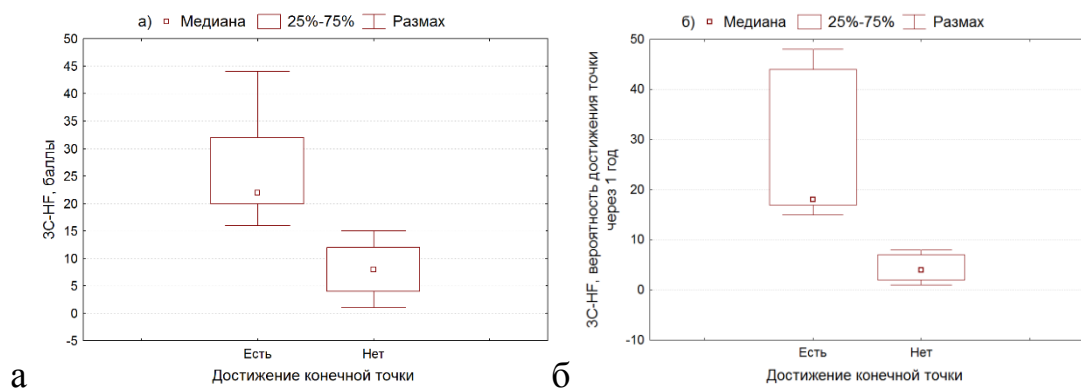 а) Медиана 25%-75% Размах
50
45
40
35
30
25
20
15
10
5
0
-5
3C-HF, баллы
Есть Нет
Достижение конечной точки
а
б) Медиана 25%-75% Размах
50
40
30
20
10
0
-10
3C-HF, вероятность достижения точки
через 1 год
Есть Нет
Достижение конечной точки
б